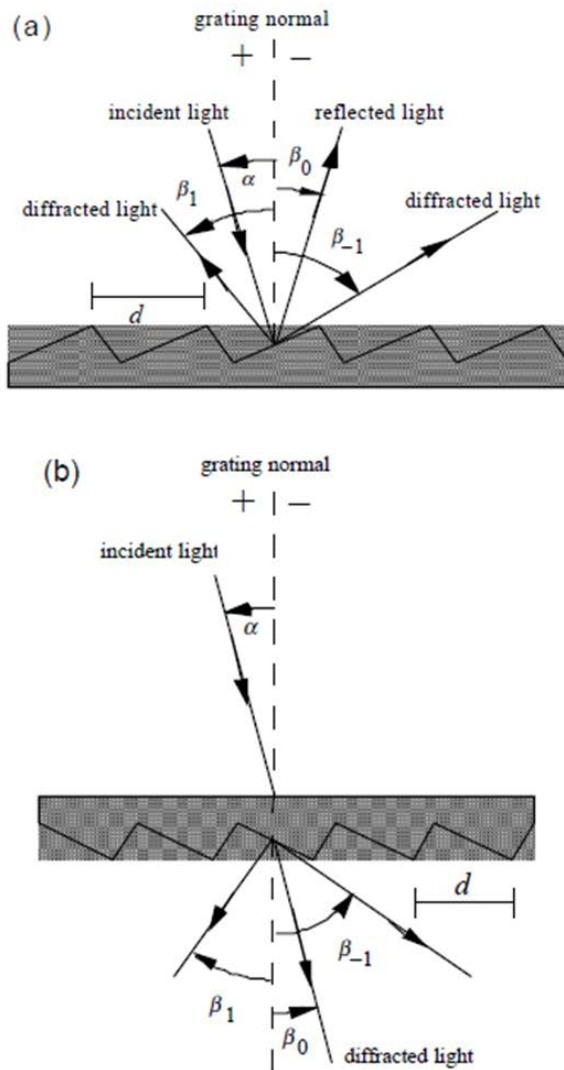 (a)
grating normal
+ −
incident light
reflected light
α
β0
β1
diffracted light
diffracted light
β−1
d
(b)
grating normal
+ −
incident light
α
d
β−1
β1
β0
diffracted light